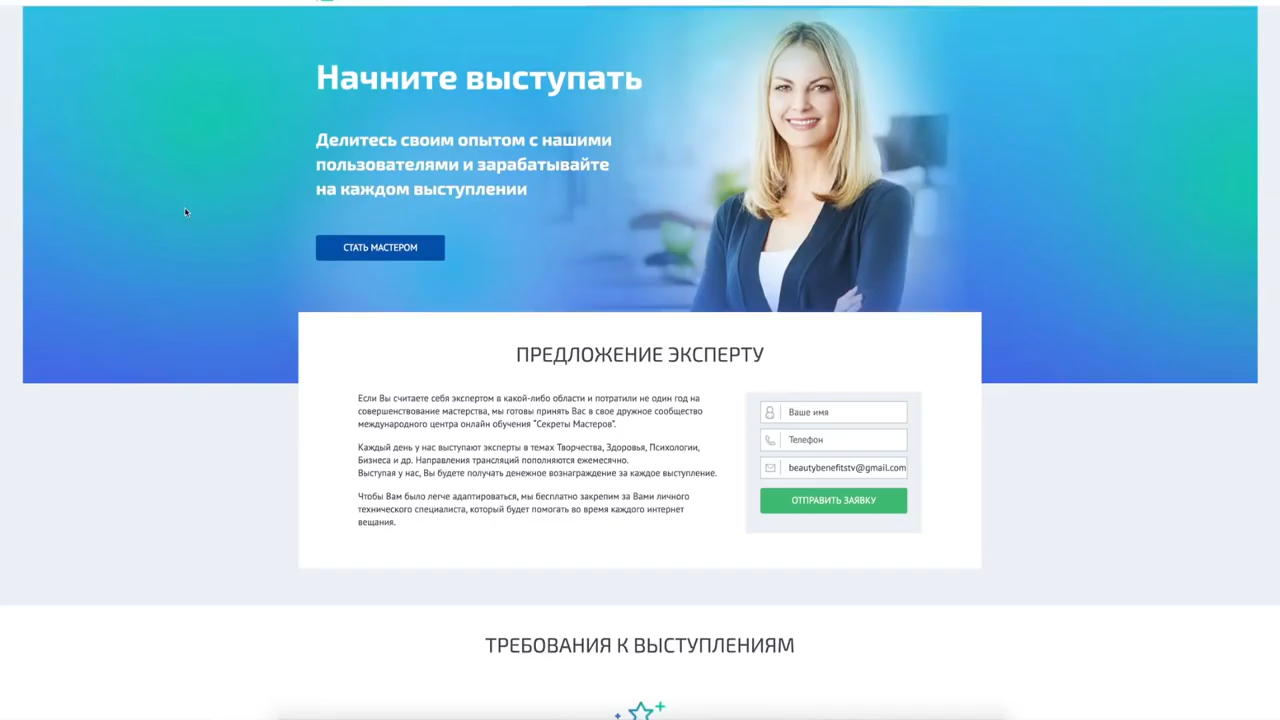 Начните выступать
Делитесь своим опытом с нашими
пользователями и зарабатывайте
на каждом выступлении
СТАТЬ МАСТЕРОМ
ПРЕДЛОЖЕНИЕ ЭКСПЕРТУ
Если Вы считаете себя экспертом в какой-либо области и потратили не один год на
совершенствование мастерства, мы готовы принять Вас в свое дружное сообщество
международного центра онлайн обучения "Секреты Мастеров".
Каждый день у нас выступают эксперты в темах Творчества, Здоровья, Психологии,
Бизнеса и др. Направления трансляций пополняются ежемесячно.
Выступая у нас, Вы будете получать денежное вознаграждение за каждое выступление.
Чтобы Вам было легче адаптироваться, мы бесплатно закрепим за Вами личного
технического специалиста, который будет помогать во время каждого интернет
вещания.
Ваше имя
Телефон
beautybenefitstv@gmail.com
ОТПРАВИТЬ ЗАЯВКУ
ТРЕБОВАНИЯ К ВЫСТУПЛЕНИЯМ